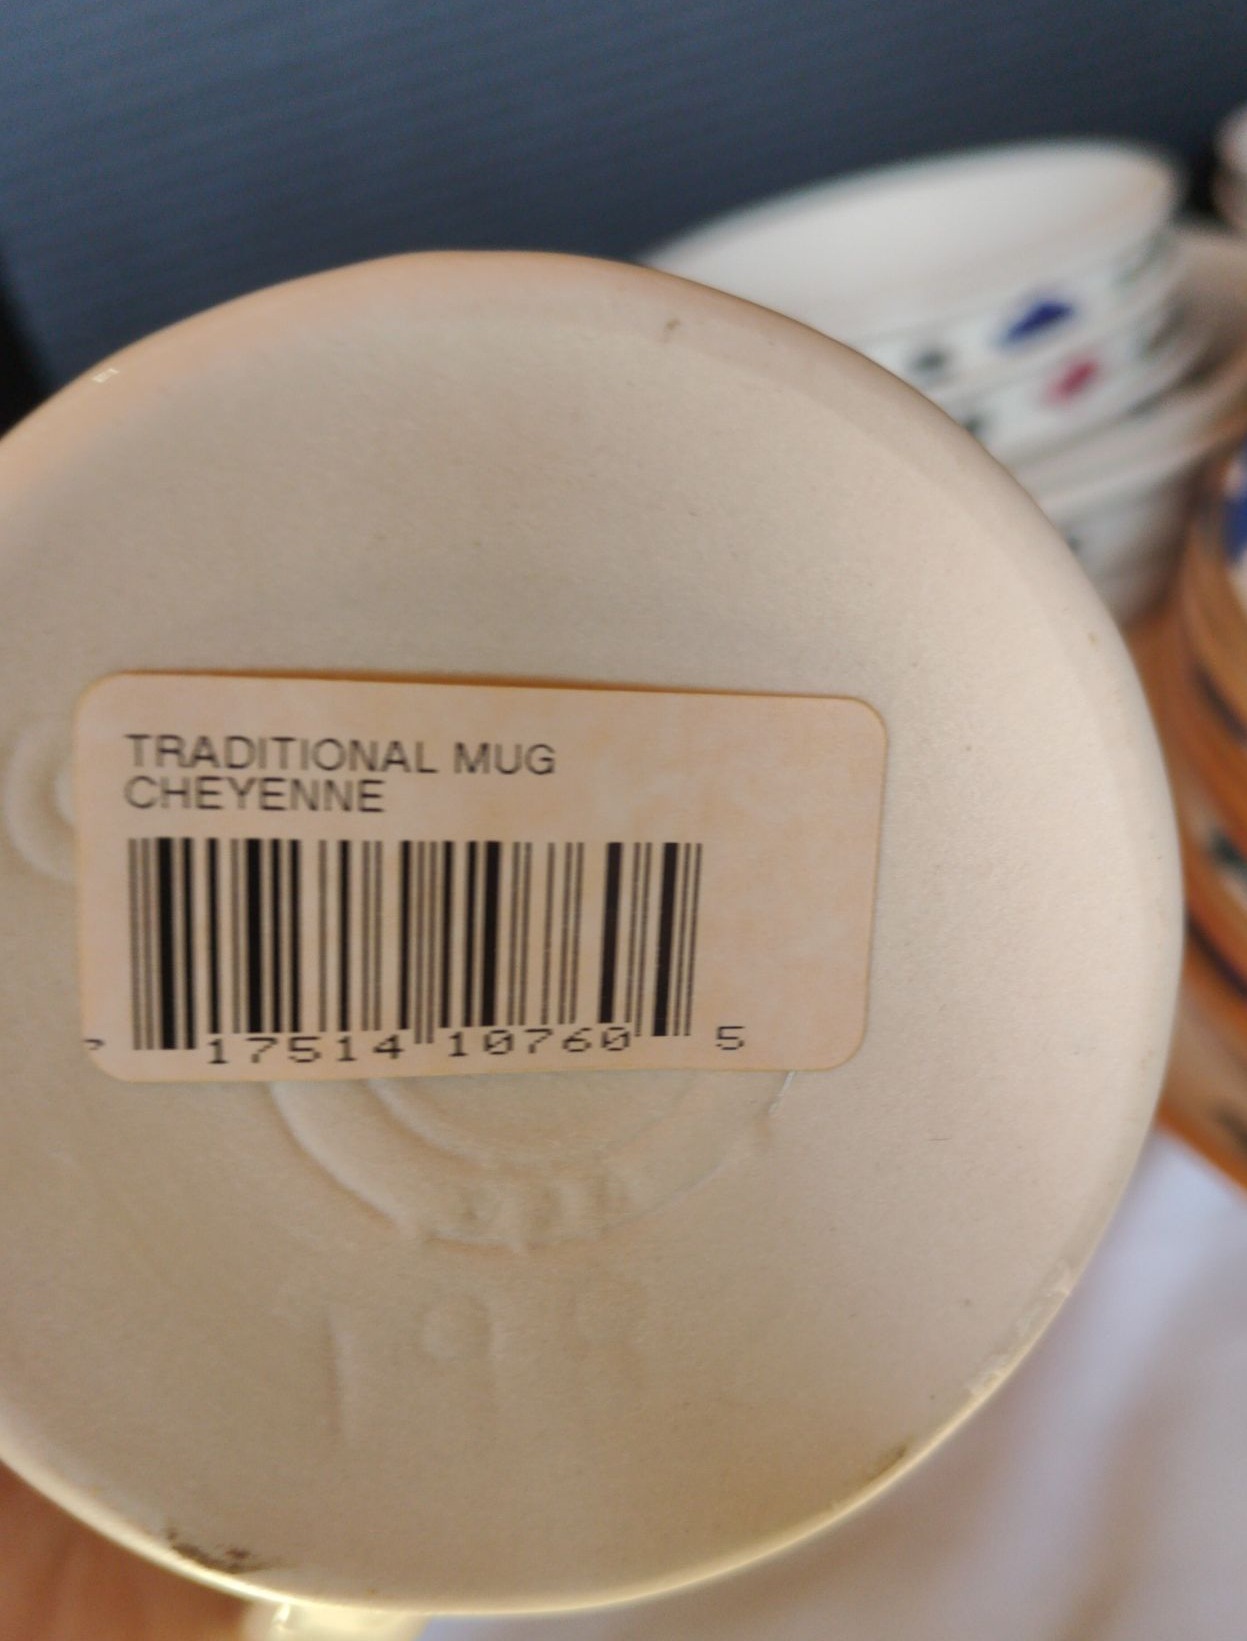 TRADITIONAL MUG
CHEYENNE
17514 10760 5